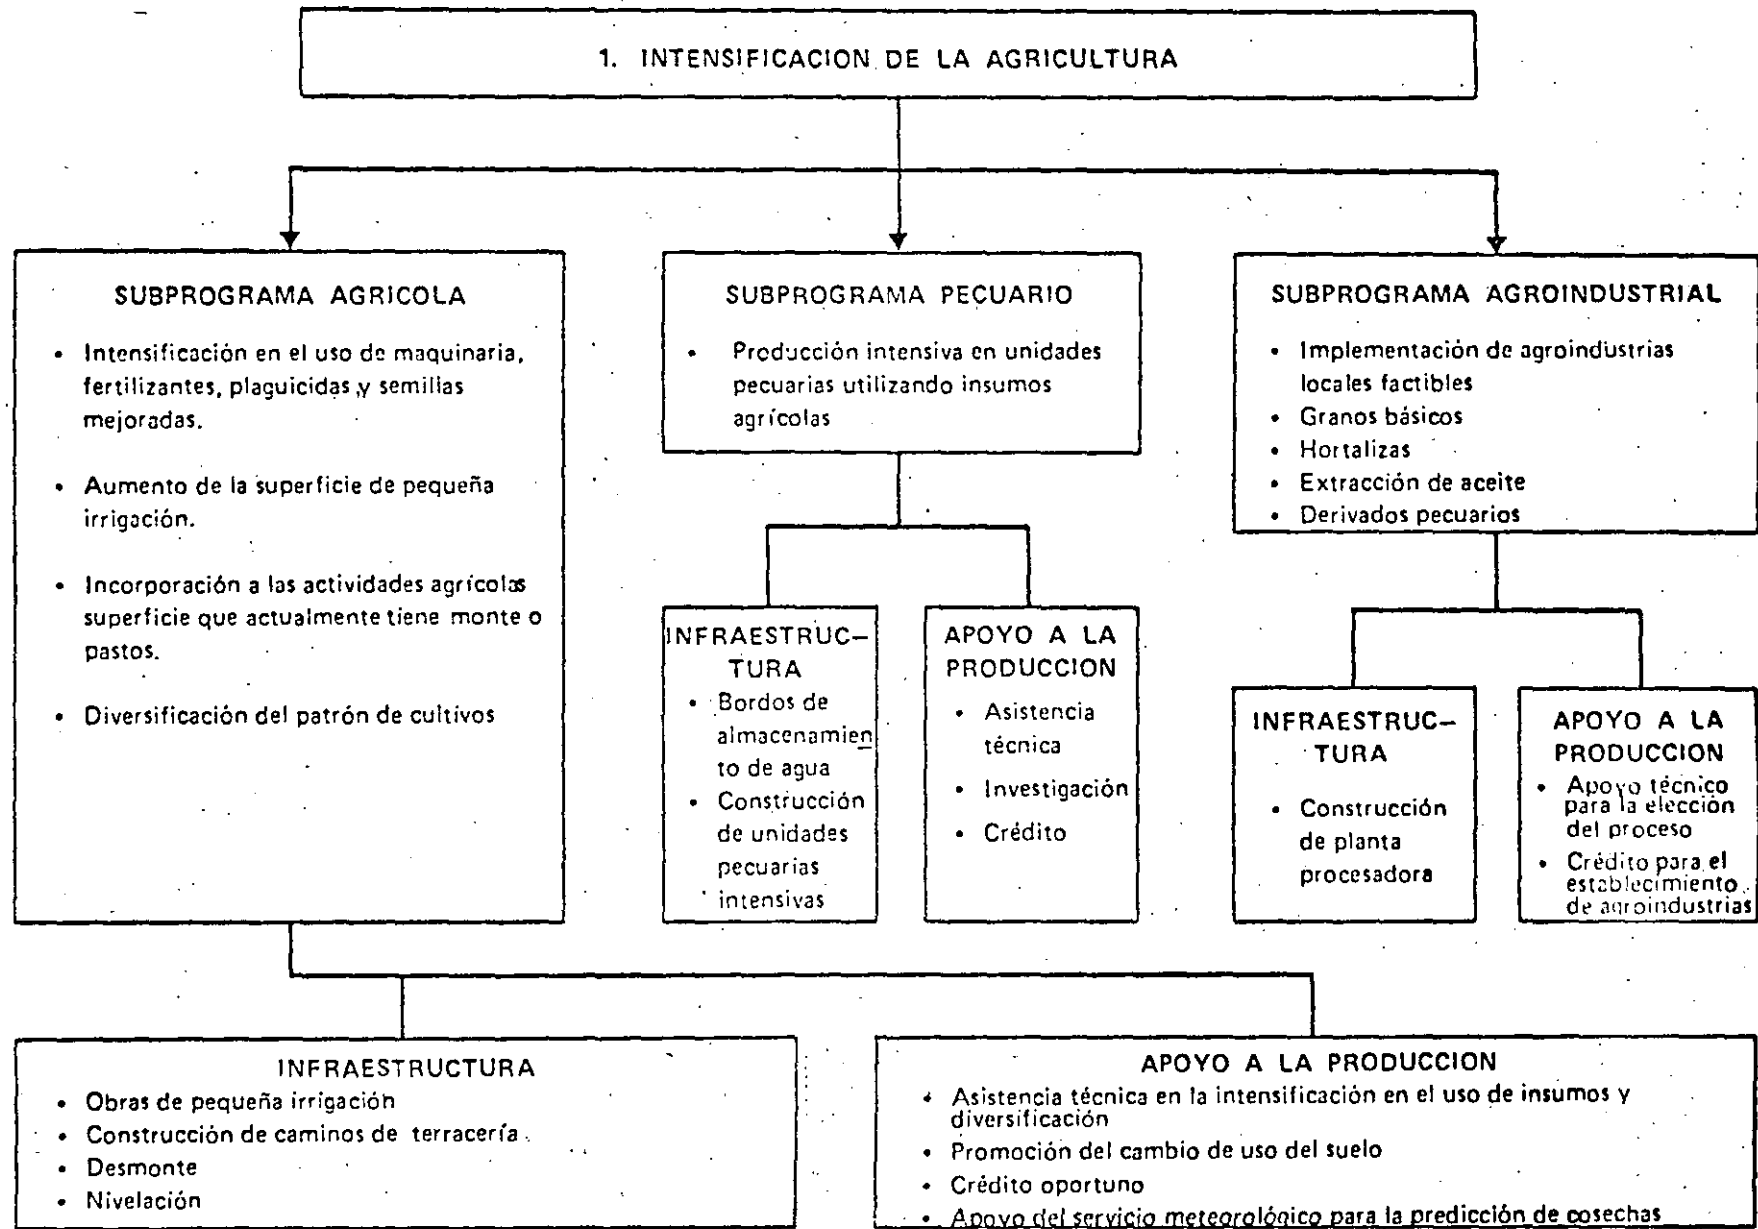 1. INTENSIFICACION DE LA AGRICULTURA
SUBPROGRAMA AGRICOLA
• Intensificación en el uso de maquinaria,
fertilizantes, plaguicidas y semillas
mejoradas.
• Aumento de la superficie de pequeña
irrigación.
• Incorporación a las actividades agrícolas
superficie que actualmente tiene monte o
pastos.
• Diversificación del patrón de cultivos
SUBPROGRAMA PECUARIO
• Producción intensiva en unidades
pecuarias utilizando insumos
agrícolas
SUBPROGRAMA AGROINDUSTRIAL
• Implementación de agroindustrias
locales factibles
• Granos básicos
• Hortalizas
• Extracción de aceite
• Derivados pecuarios
INFRAESTRUC-
TURA
• Bordos de
almacenamien
to de agua
• Construcción
de unidades
pecuarias
intensivas
APOYO A LA
PRODUCCION
• Asistencia
técnica
• Investigación
• Crédito
INFRAESTRUC-
TURA
• Construcción
de planta
procesadora
APOYO A LA
PRODUCCION
• Apoyo técnico
para la elección
del proceso
• Crédito para el
establecimiento
de agroindustrias
INFRAESTRUCTURA
• Obras de pequeña irrigación
• Construcción de caminos de terracería
• Desmonte
• Nivelación
APOYO A LA PRODUCCION
• Asistencia técnica en la intensificación en el uso de insumos y
diversificación
• Promoción del cambio de uso del suelo
• Crédito oportuno
• Apoyo del servicio meteorológico para la predicción de cosechas